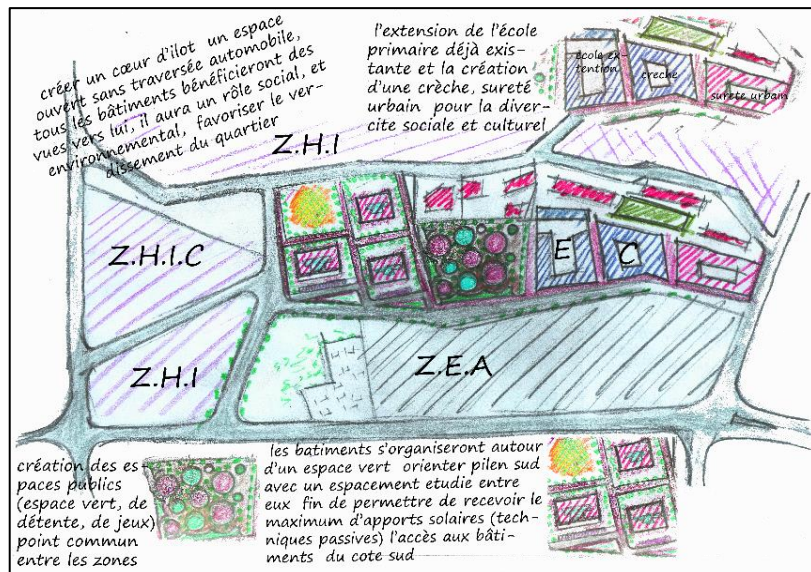 créer un cœur d'ilot un espace
ouvert sans traversée automobile,
tous les bâtiments bénéficieront des
vues vers lui, il aura un rôle social, et
environnemental, favoriser le ver-
dissement du quartier
l'extension de l'école
primaire déjà exis-
tante et la création
d'une crèche, sureté
urbain pour la diver-
cite sociale et culturel
école ex-
tention
creche
sureté urbain
Z.H.I
Z.H.I.C
E
C
Z.H.I
Z.E.A
création des es-
paces publics
(espace vert, de
détente, de jeux)
point commun
entre les zones
les batiments s'organiseront autour
d'un espace vert orienter pilen sud
avec un espacement etudie entre
eux fin de permettre de recevoir le
maximum d'apports solaires (tech-
niques passives) l'accès aux bâti-
ments du cote sud